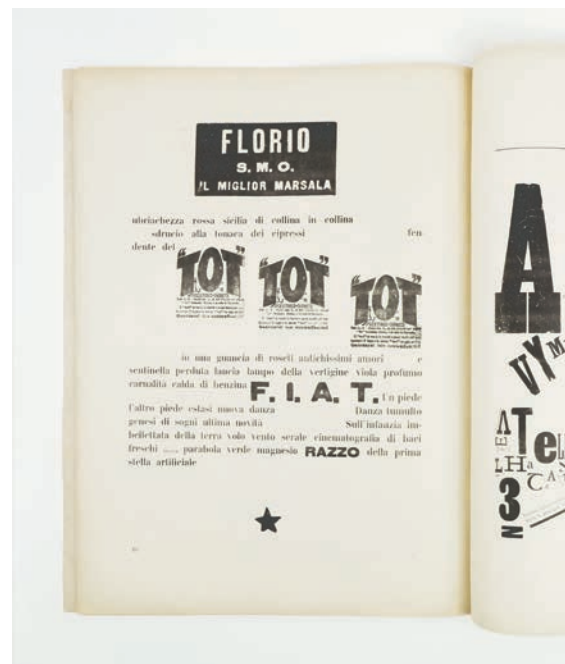 FLORIO
S. M. O.
IL MIGLIOR MARSALA
ubriachezza rossa sicilia di collina in collina
sdrucio alla tonaca dei cipressi fen
dente dei
"TOT" "TOT" "TOT"
in una guancia di roseti antichissimi amori e
sentinella perduta lancia lampo della vertigine viola profumo
carnalità calda di benzina F. I. A. T. Un piede
l'altro piede estasi nuova danza Danza tumulto
genesi di sogni ultima novità Sull'infanzia im-
bellettata della terra volo vento serale cinematografia di baci
freschi ...... parabola verde magnesio RAZZO della prima
stella artificiale
A
VYM
ATell
LHa
3
N